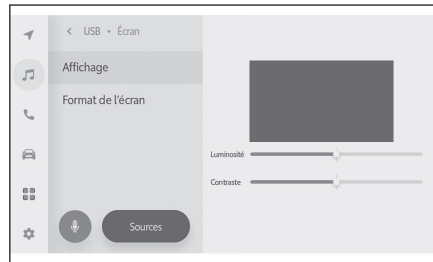 USB • Écran
Affichage
Format de l'écran
Luminosité
Contraste
Sources